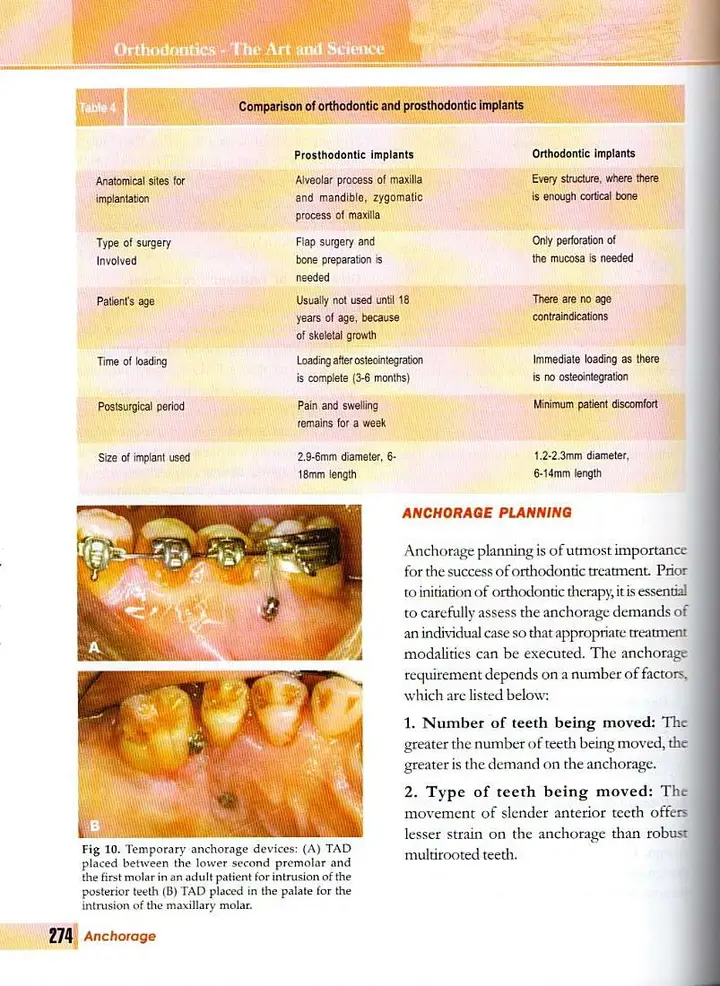 Orthodontics - The Art and Science
Table 4
Comparison of orthodontic and prosthodontic implants
Prosthodontic implants
Orthodontic implants
Anatomical sites for
implantation
Alveolar process of maxilla
and mandible, zygomatic
process of maxilla
Every structure, where there
is enough cortical bone
Type of surgery
Involved
Flap surgery and
bone preparation is
needed
Only perforation of
the mucosa is needed
Patient's age
Usually not used until 18
years of age, because
of skeletal growth
There are no age
contraindications
Time of loading
Loading after osteointegration
is complete (3-6 months)
Immediate loading as there
is no osteointegration
Postsurgical period
Pain and swelling
remains for a week
Minimum patient discomfort
Size of implant used
2.9-6mm diameter, 6-
18mm length
1.2-2.3mm diameter,
6-14mm length
A
B
Fig 10. Temporary anchorage devices: (A) TAD
placed between the lower second premolar and
the first molar in an adult patient for intrusion of the
posterior teeth (B) TAD placed in the palate for the
intrusion of the maxillary molar.
ANCHORAGE PLANNING
Anchorage planning is of utmost importance
for the success of orthodontic treatment. Prior
to initiation of orthodontic therapy, it is essential
to carefully assess the anchorage demands of
an individual case so that appropriate treatment
modalities can be executed. The anchorage
requirement depends on a number of factors,
which are listed below:
1. Number of teeth being moved: The
greater the number of teeth being moved, the
greater is the demand on the anchorage.
2. Type of teeth being moved: The
movement of slender anterior teeth offers
lesser strain on the anchorage than robust
multirooted teeth.
274 Anchorage